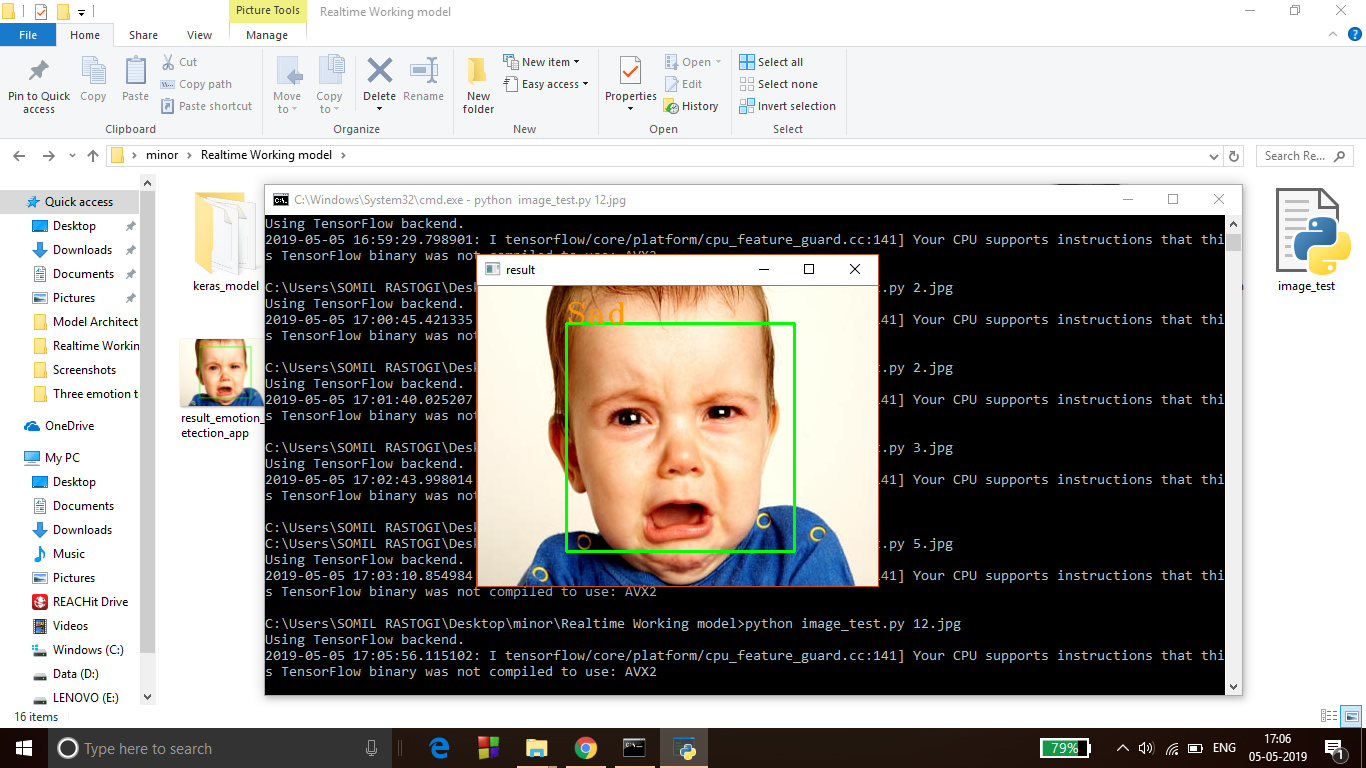 Picture Tools
Realtime Working model
File
Home
Share
View
Manage
Pin to Quick access
Copy
Paste
Cut
Copy path
Paste shortcut
Clipboard
Move to
Copy to
Delete
Rename
Organize
New folder
New item
Easy access
New
Properties
Open
Edit
History
Open
Select all
Select none
Invert selection
Select
minor
Realtime Working model
Search Re...
Quick access
Desktop
Downloads
Documents
Pictures
Model Architect
Realtime Workin
Screenshots
Three emotion t
OneDrive
My PC
Desktop
Documents
Downloads
Music
Pictures
REACHit Drive
Videos
Windows (C:)
Data (D:)
LENOVO (E:)
16 items
keras_model
result_emotion_
etection_app
image_test
C:\Windows\System32\cmd.exe - python  image_test.py 12.jpg
Using TensorFlow backend.
2019-05-05 16:59:29.798901: I tensorflow/core/platform/cpu_feature_guard.cc:141] Your CPU supports instructions that thi
s TensorFlow binary was not compiled to use: AVX2
C:\Users\SOMIL RASTOGI\Des .py 2.jpg
Using TensorFlow backend.
2019-05-05 17:00:45.421335 141] Your CPU supports instructions that thi
s TensorFlow binary was not
C:\Users\SOMIL RASTOGI\Des .py 2.jpg
Using TensorFlow backend.
2019-05-05 17:01:40.025207 141] Your CPU supports instructions that thi
s TensorFlow binary was not
C:\Users\SOMIL RASTOGI\Des .py 3.jpg
Using TensorFlow backend.
2019-05-05 17:02:43.998014 141] Your CPU supports instructions that thi
s TensorFlow binary was not
C:\Users\SOMIL RASTOGI\Des
C:\Users\SOMIL RASTOGI\Des .py 5.jpg
Using TensorFlow backend.
2019-05-05 17:03:10.854984 141] Your CPU supports instructions that thi
s TensorFlow binary was not compiled to use: AVX2
C:\Users\SOMIL RASTOGI\Desktop\minor\Realtime Working model>python image_test.py 12.jpg
Using TensorFlow backend.
2019-05-05 17:05:56.115102: I tensorflow/core/platform/cpu_feature_guard.cc:141] Your CPU supports instructions that thi
s TensorFlow binary was not compiled to use: AVX2
result
Sad
Type here to search
79%
ENG
17:06
05-05-2019
1